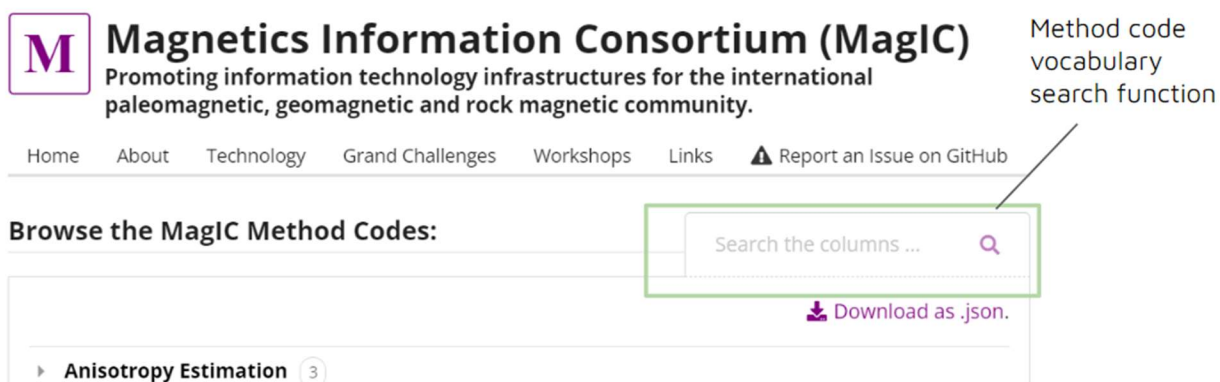 M
Magnetics Information Consortium (MagIC)
Promoting information technology infrastructures for the international
paleomagnetic, geomagnetic and rock magnetic community.
Method code
vocabulary
search function
Home About Technology Grand Challenges Workshops Links Report an Issue on GitHub
Browse the MagIC Method Codes:
Search the columns ...
Download as .json.
Anisotropy Estimation 3